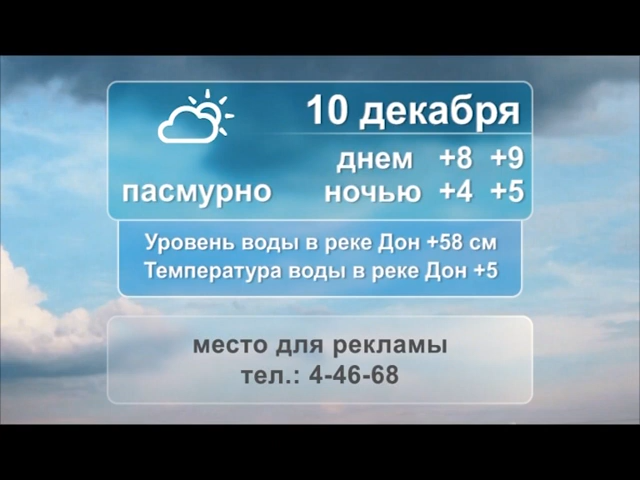 10 декабря
днем +8 +9
пасмурно ночью +4 +5
Уровень воды в реке Дон +58 см
Температура воды в реке Дон +5
место для рекламы
тел.: 4-46-68